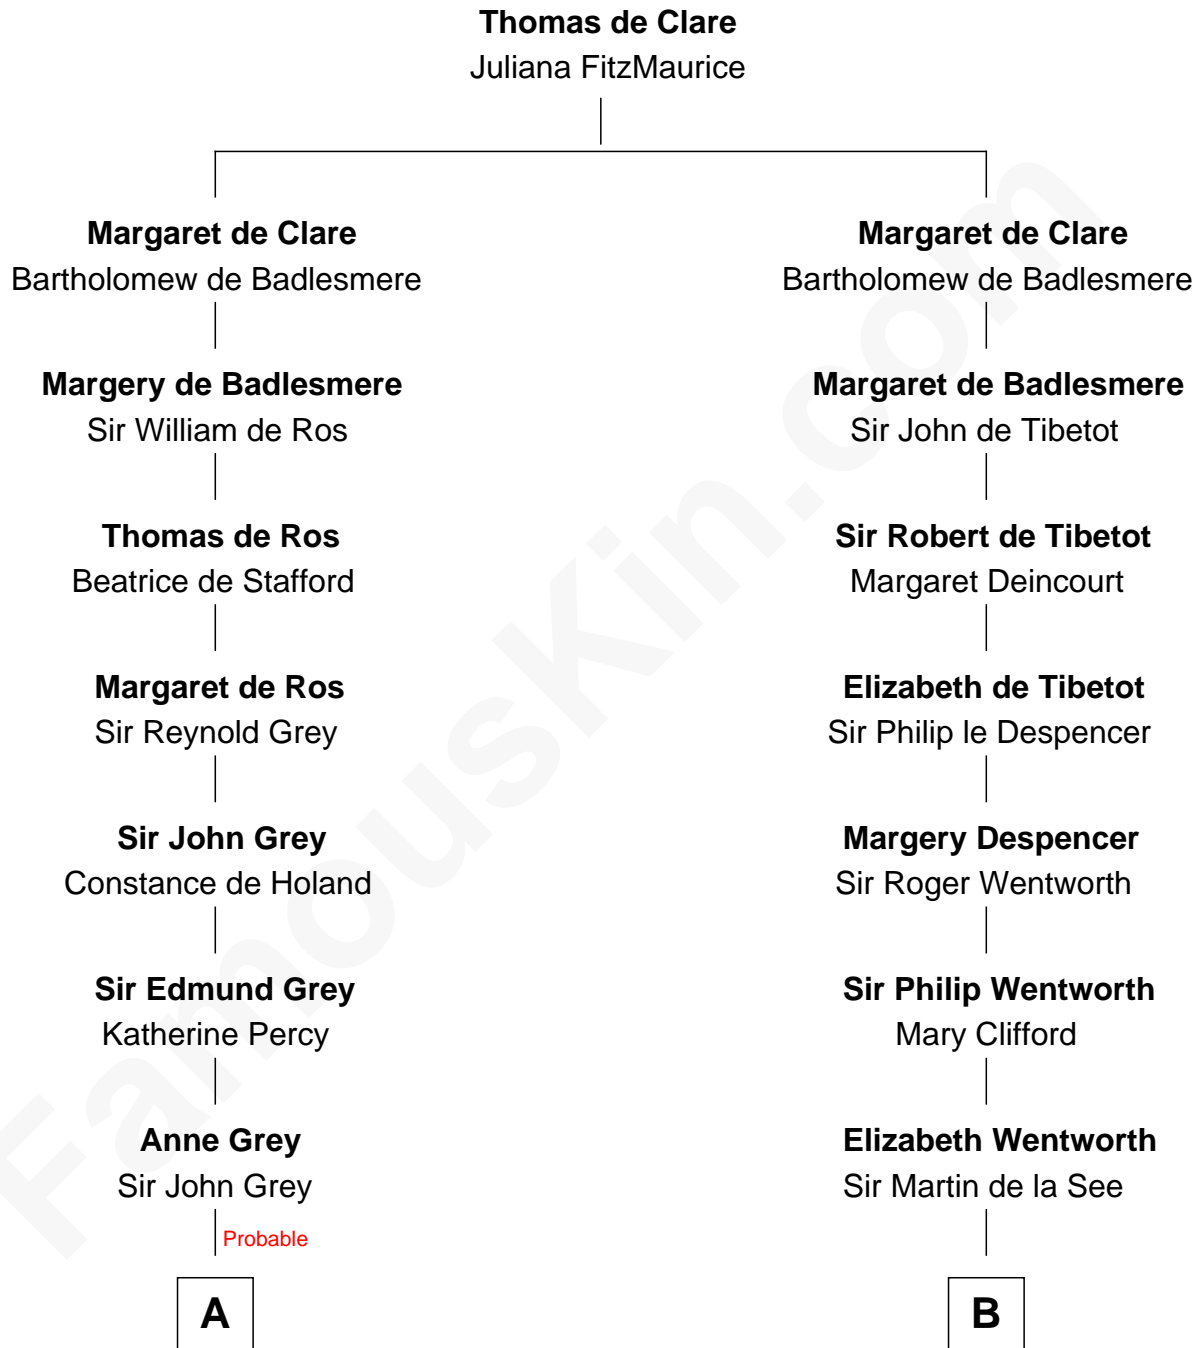 Thomas de Clare
Juliana FitzMaurice
Margaret de Clare
Bartholomew de Badlesmere
Margery de Badlesmere
Sir William de Ros
Thomas de Ros
Beatrice de Stafford
Margaret de Ros
Sir Reynold Grey
Sir John Grey
Constance de Holand
Sir Edmund Grey
Katherine Percy
Anne Grey
Sir John Grey
Probable
A
Margaret de Clare
Bartholomew de Badlesmere
Margaret de Badlesmere
Sir John de Tibetot
Sir Robert de Tibetot
Margaret Deincourt
Elizabeth de Tibetot
Sir Philip le Despencer
Margery Despencer
Sir Roger Wentworth
Sir Philip Wentworth
Mary Clifford
Elizabeth Wentworth
Sir Martin de la See
B
FamousKin.com